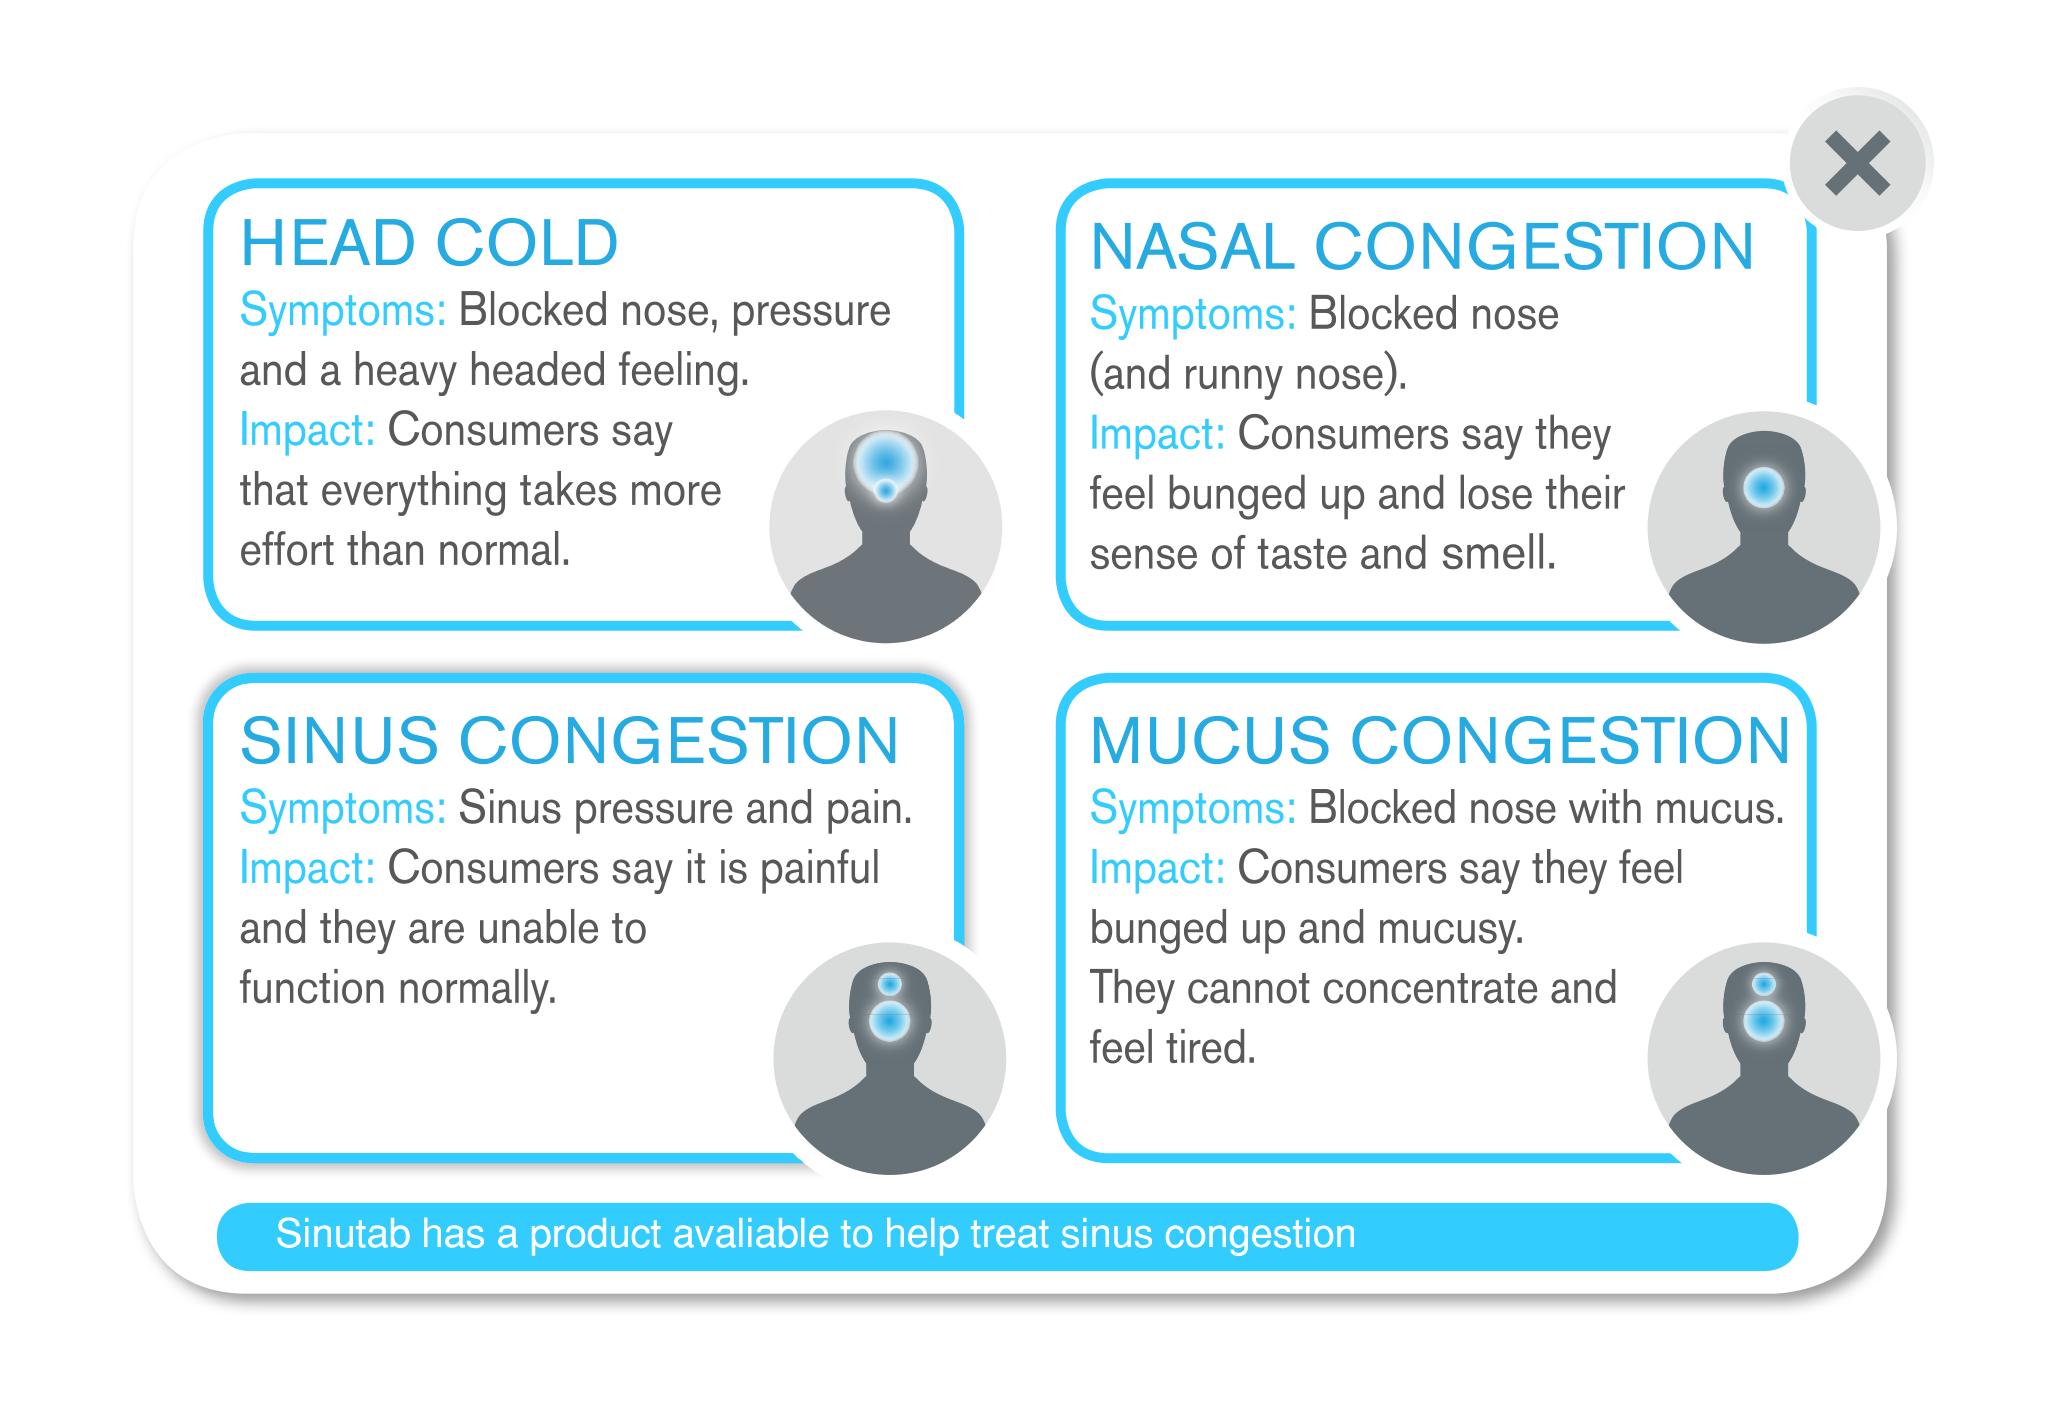 HEAD COLD
Symptoms: Blocked nose, pressure
and a heavy headed feeling.
Impact: Consumers say
that everything takes more
effort than normal.
NASAL CONGESTION
Symptoms: Blocked nose
(and runny nose).
Impact: Consumers say they
feel bunged up and lose their
sense of taste and smell.
SINUS CONGESTION
Symptoms: Sinus pressure and pain.
Impact: Consumers say it is painful
and they are unable to
function normally.
MUCUS CONGESTION
Symptoms: Blocked nose with mucus.
Impact: Consumers say they feel
bunged up and mucusy.
They cannot concentrate and
feel tired.
Sinutab has a product avaliable to help treat sinus congestion